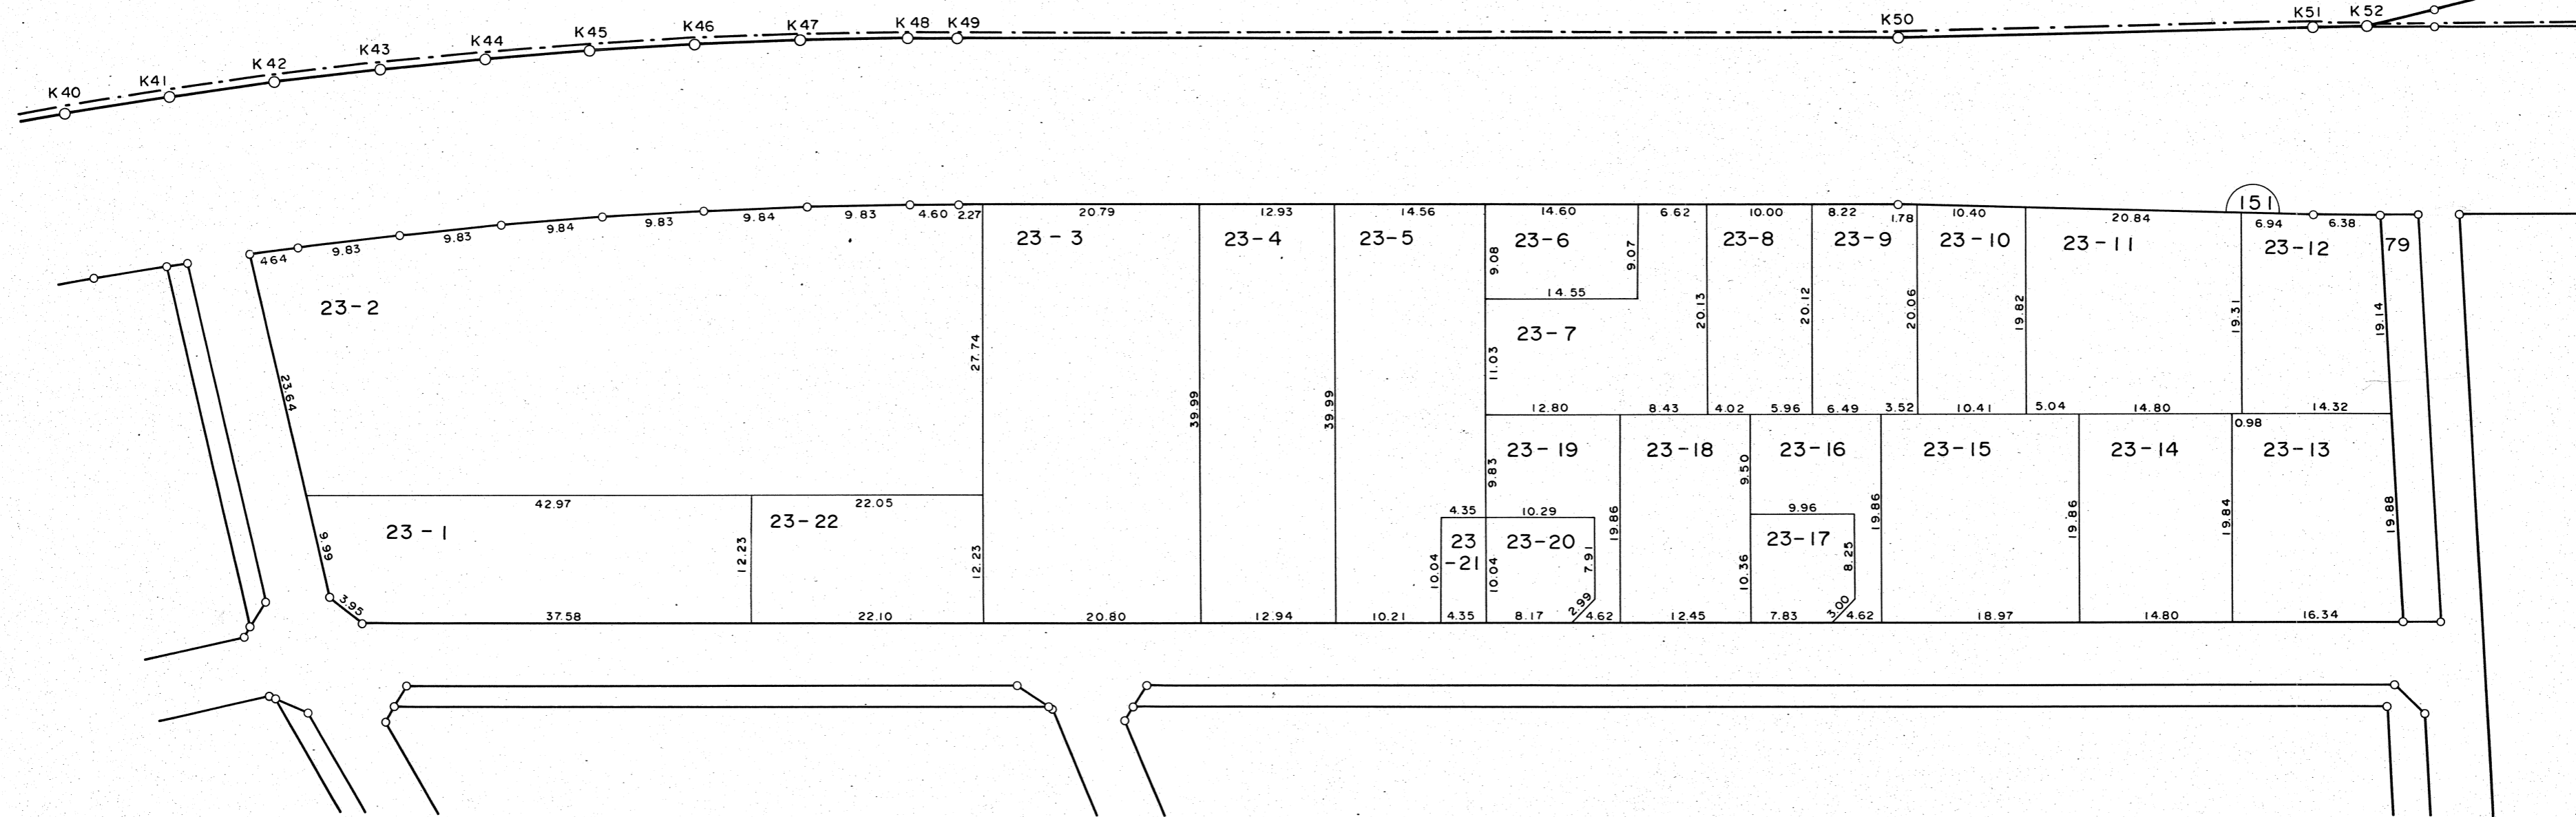 K40 K41 K42 K43 K44 K45 K46 K47 K48 K49 K50 K51 K52
151
4.64 9.83 9.83 9.84 9.83 9.84 9.83 4.60 2.27 20.79 12.93 14.56 14.60 6.62 10.00 8.22 1.78 10.40 20.84 6.94 6.38
23-2 23-3 23-4 23-5 23-6 23-8 23-9 23-10 23-11 23-12 79
9.08 9.07
14.55
23-7
23.64 27.74 39.99 39.99 11.03 20.13 20.12 20.06 19.82 19.31 19.14
12.80 8.43 4.02 5.96 6.49 3.52 10.41 5.04 14.80 14.32
0.98
23-19 23-18 23-16 23-15 23-14 23-13
9.83 9.50
42.97 22.05 4.35 10.29 9.96
23-1 23-22 23
-21 23-20 23-17
9.99 12.23 12.23 10.04 10.04 7.91 19.86 10.36 8.25 19.86 19.86 19.84 19.88
3.95 2.99 3.00
37.58 22.10 20.80 12.94 10.21 4.35 8.17 4.62 12.45 7.83 4.62 18.97 14.80 16.34